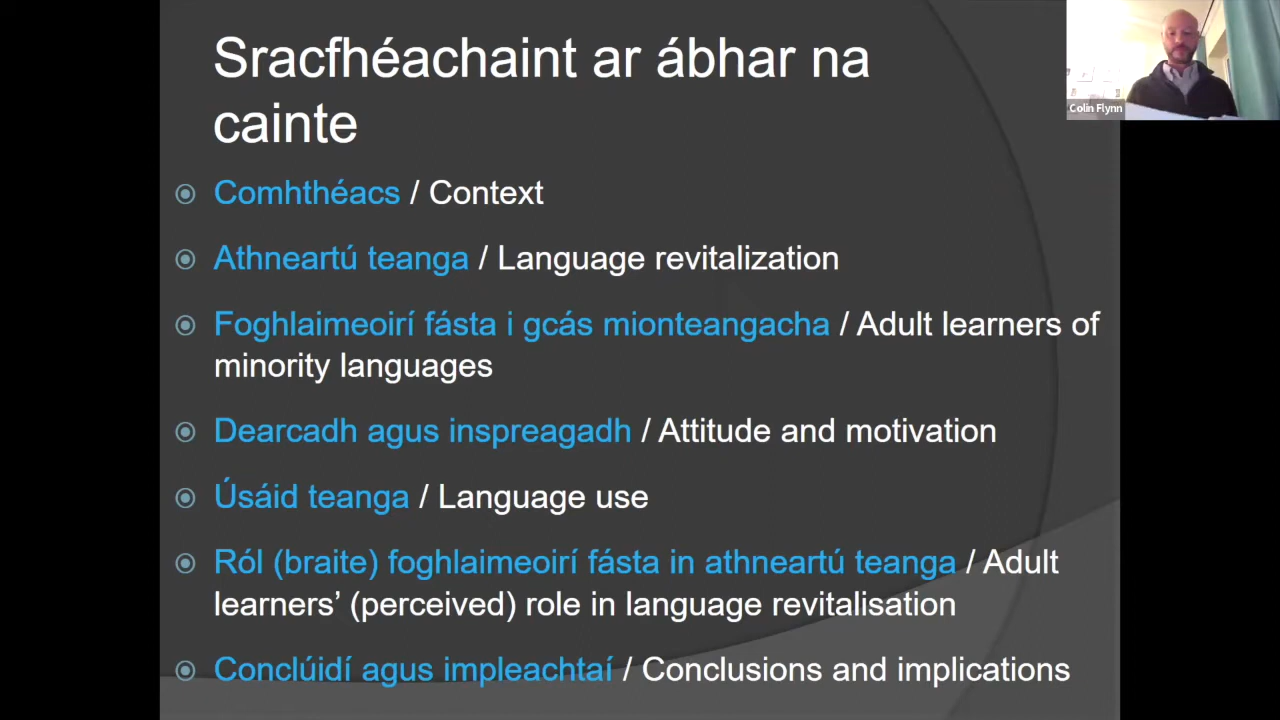 Sracfhéachaint ar ábhar na
cainte
Colin Flynn
Comhthéacs / Context
Athneartú teanga / Language revitalization
Foghlaimeoirí fásta i gcás mionteangacha / Adult learners of
minority languages
Dearcadh agus inspreagadh / Attitude and motivation
Úsáid teanga / Language use
Ról (braite) foghlaimeoirí fásta in athneartú teanga / Adult
learners’ (perceived) role in language revitalisation
Conclúidí agus impleachtaí / Conclusions and implications